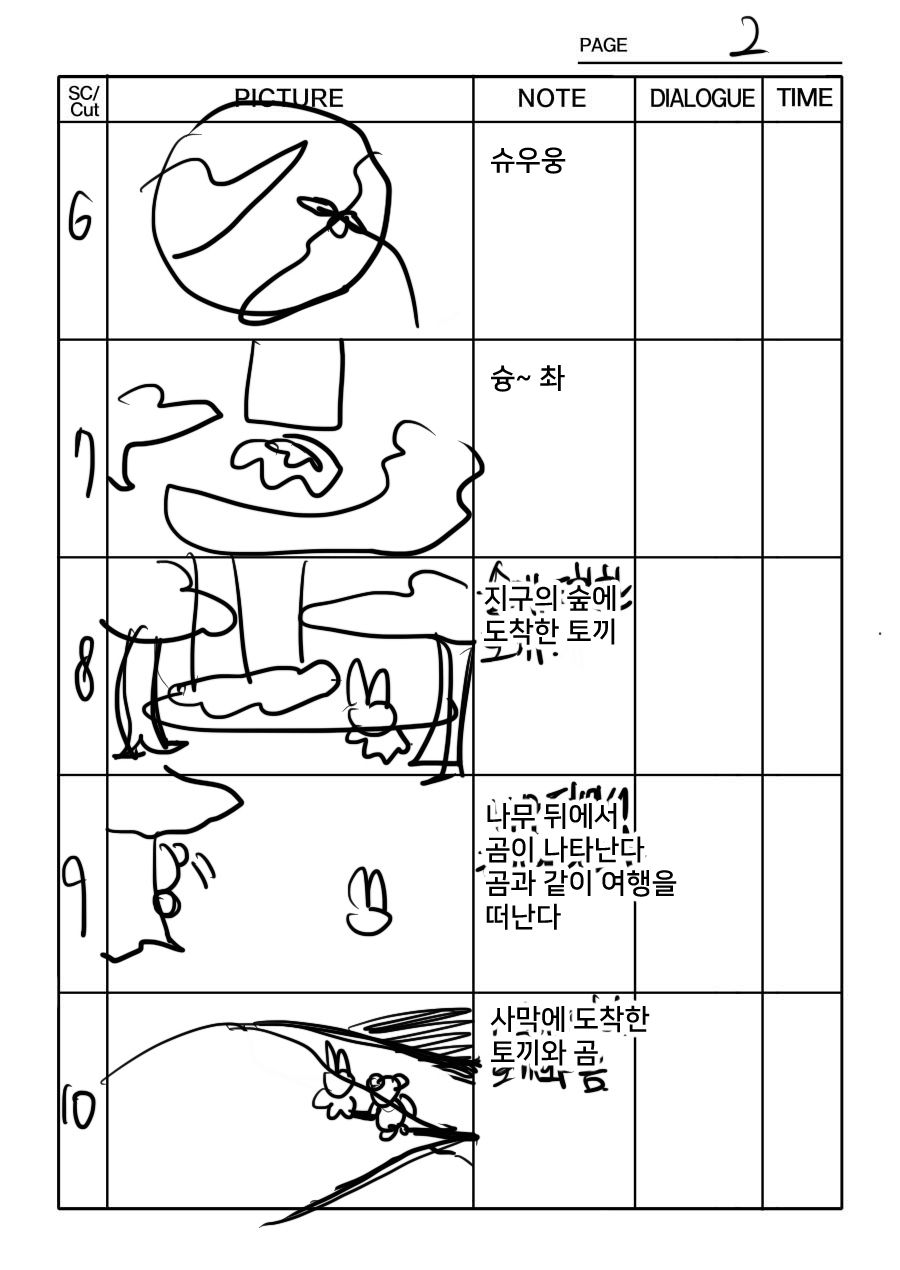 PAGE 2
SC/
Cut
PICTURE
NOTE
DIALOGUE
TIME
6
슈우웅
7
슝~ 촤
8
지구의 숲에
도착한 토끼
9
나무 뒤에서
곰이 나타난다
곰과 같이 여행을
떠난다
10
사막에 도착한
토끼와 곰